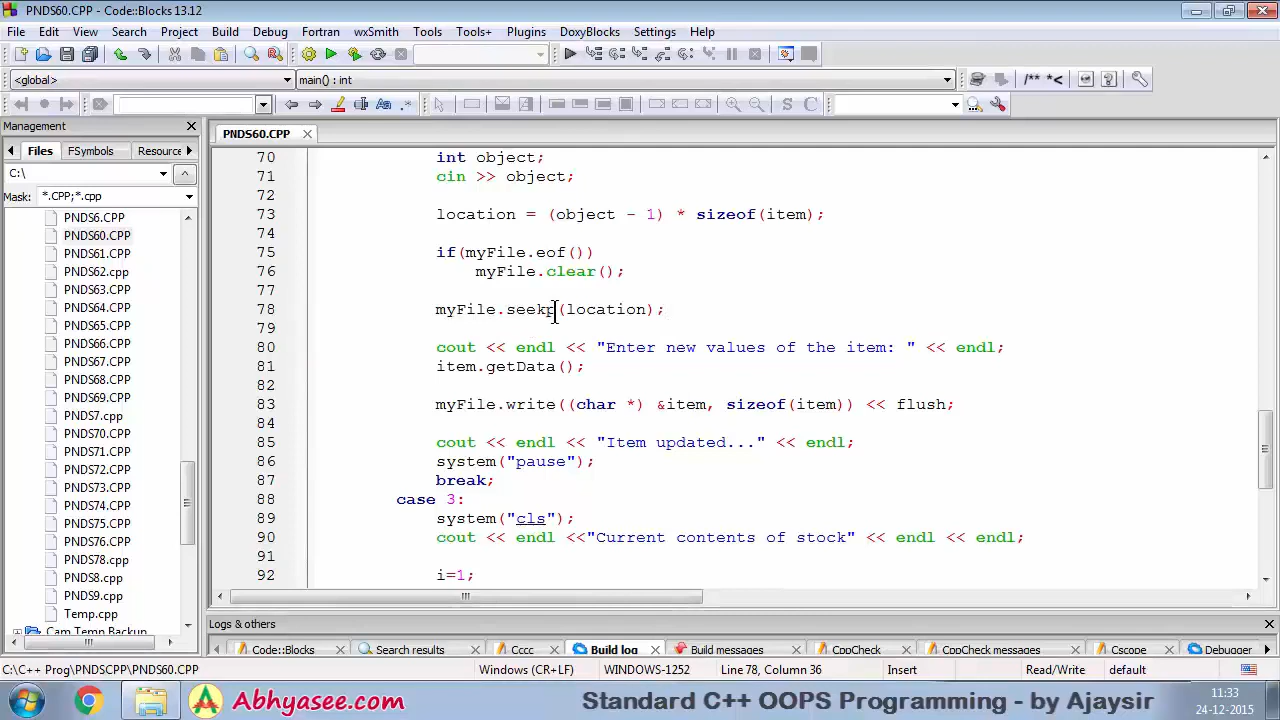 PNDS60.CPP - Code::Blocks 13.12
File Edit View Search Project Build Debug Fortran wxSmith Tools Tools+ Plugins DoxyBlocks Settings Help
<global> main() : int /** *<
Management
PNDS60.CPP
Files FSymbols Resource
C:\
Mask: *.CPP;*.cpp
PNDS6.CPP
PNDS60.CPP
PNDS61.CPP
PNDS62.cpp
PNDS63.CPP
PNDS64.CPP
PNDS65.CPP
PNDS66.CPP
PNDS67.CPP
PNDS68.CPP
PNDS69.CPP
PNDS7.cpp
PNDS70.CPP
PNDS71.CPP
PNDS72.CPP
PNDS73.CPP
PNDS74.CPP
PNDS75.CPP
PNDS76.CPP
PNDS78.cpp
PNDS8.cpp
PNDS9.cpp
Temp.cpp
Cam Temp Backup
70 int object;
71 cin >> object;
72
73 location = (object - 1) * sizeof(item);
74
75 if(myFile.eof())
76 myFile.clear();
77
78 myFile.seekp(location);
79
80 cout << endl << "Enter new values of the item: " << endl;
81 item.getData();
82
83 myFile.write((char *) &item, sizeof(item)) << flush;
84
85 cout << endl << "Item updated..." << endl;
86 system("pause");
87 break;
88 case 3:
89 system("cls");
90 cout << endl <<"Current contents of stock" << endl << endl;
91
92 i=1;
Logs & others
Code::Blocks Search results Cccc Build log Build messages CppCheck CppCheck messages Cscope Debugger
C:\C++ Prog\PNDSCPP\PNDS60.CPP Windows (CR+LF) WINDOWS-1252 Line 78, Column 36 Insert Read/Write default
Abhyasee.com Standard C++ OOPS Programming - by Ajaysir
11:33
24-12-2015